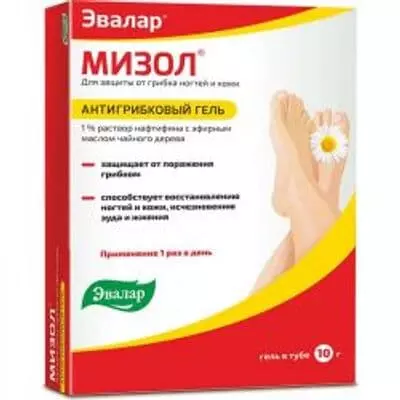 Эвалар®
МИЗОЛ®
Для защиты от грибка ногтей и кожи
АНТИГРИБКОВЫЙ ГЕЛЬ
1% раствор нафтифина с эфирным
маслом чайного дерева
защищает от поражения
грибком
способствует восстановлению
ногтей и кожи, исчезновению
зуда и жжения
Применение 1 раз в день
Эвалар
гель в тубе 10 г
МИЗОЛ®